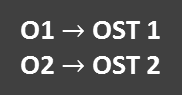 O1 → OST 1
O2 → OST 2